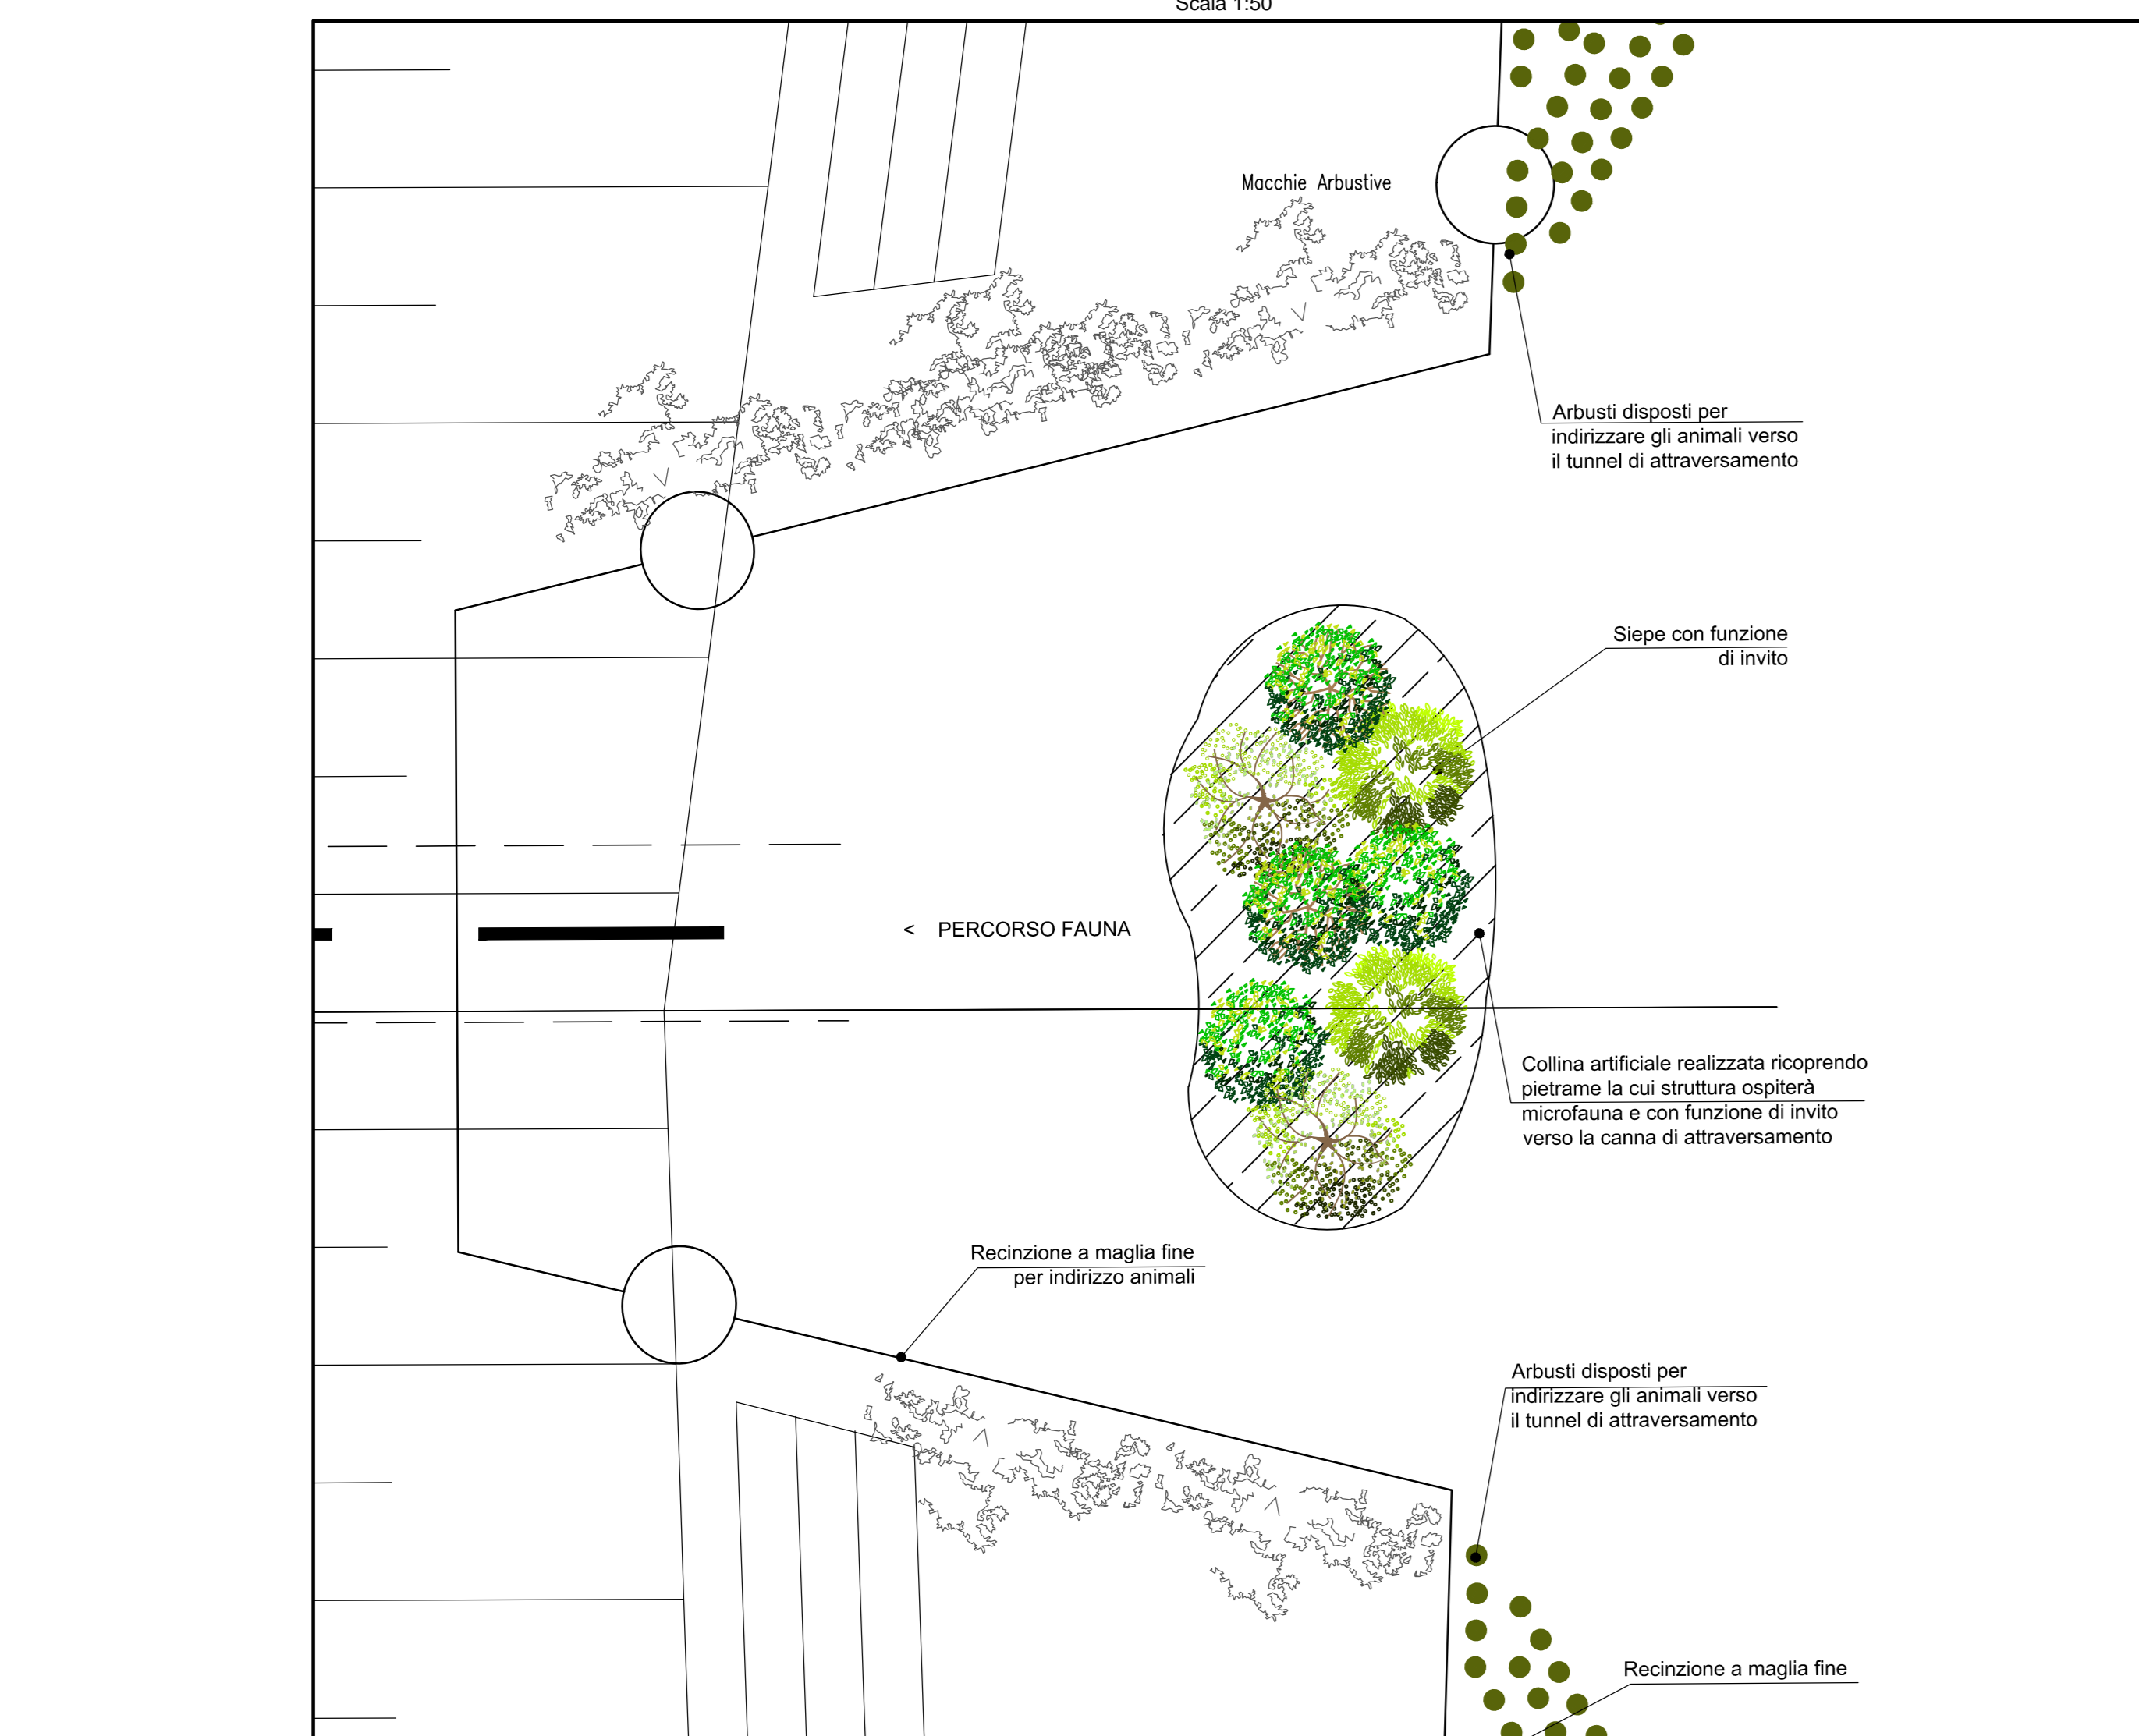 Scala 1:50
Macchie Arbustive
Arbusti disposti per
indirizzare gli animali verso
il tunnel di attraversamento
Siepe con funzione
di invito
< PERCORSO FAUNA
Collina artificiale realizzata ricoprendo
pietrame la cui struttura ospiterà
microfauna e con funzione di invito
verso la canna di attraversamento
Recinzione a maglia fine
per indirizzo animali
Arbusti disposti per
indirizzare gli animali verso
il tunnel di attraversamento
Recinzione a maglia fine